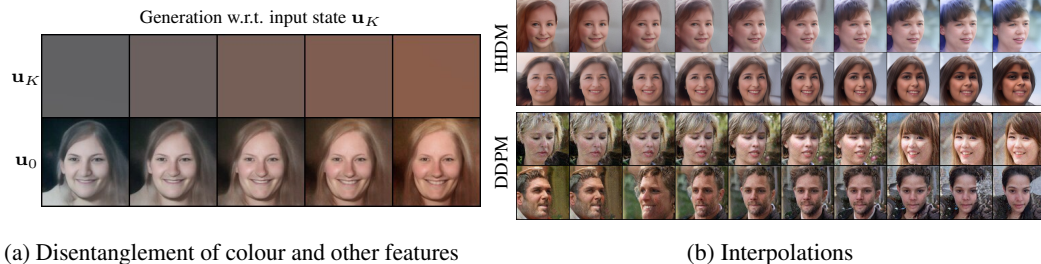 Generation w.r.t. input state u_K
u_K
u_0
(a) Disentanglement of colour and other features
IHDM
DDPM
(b) Interpolations